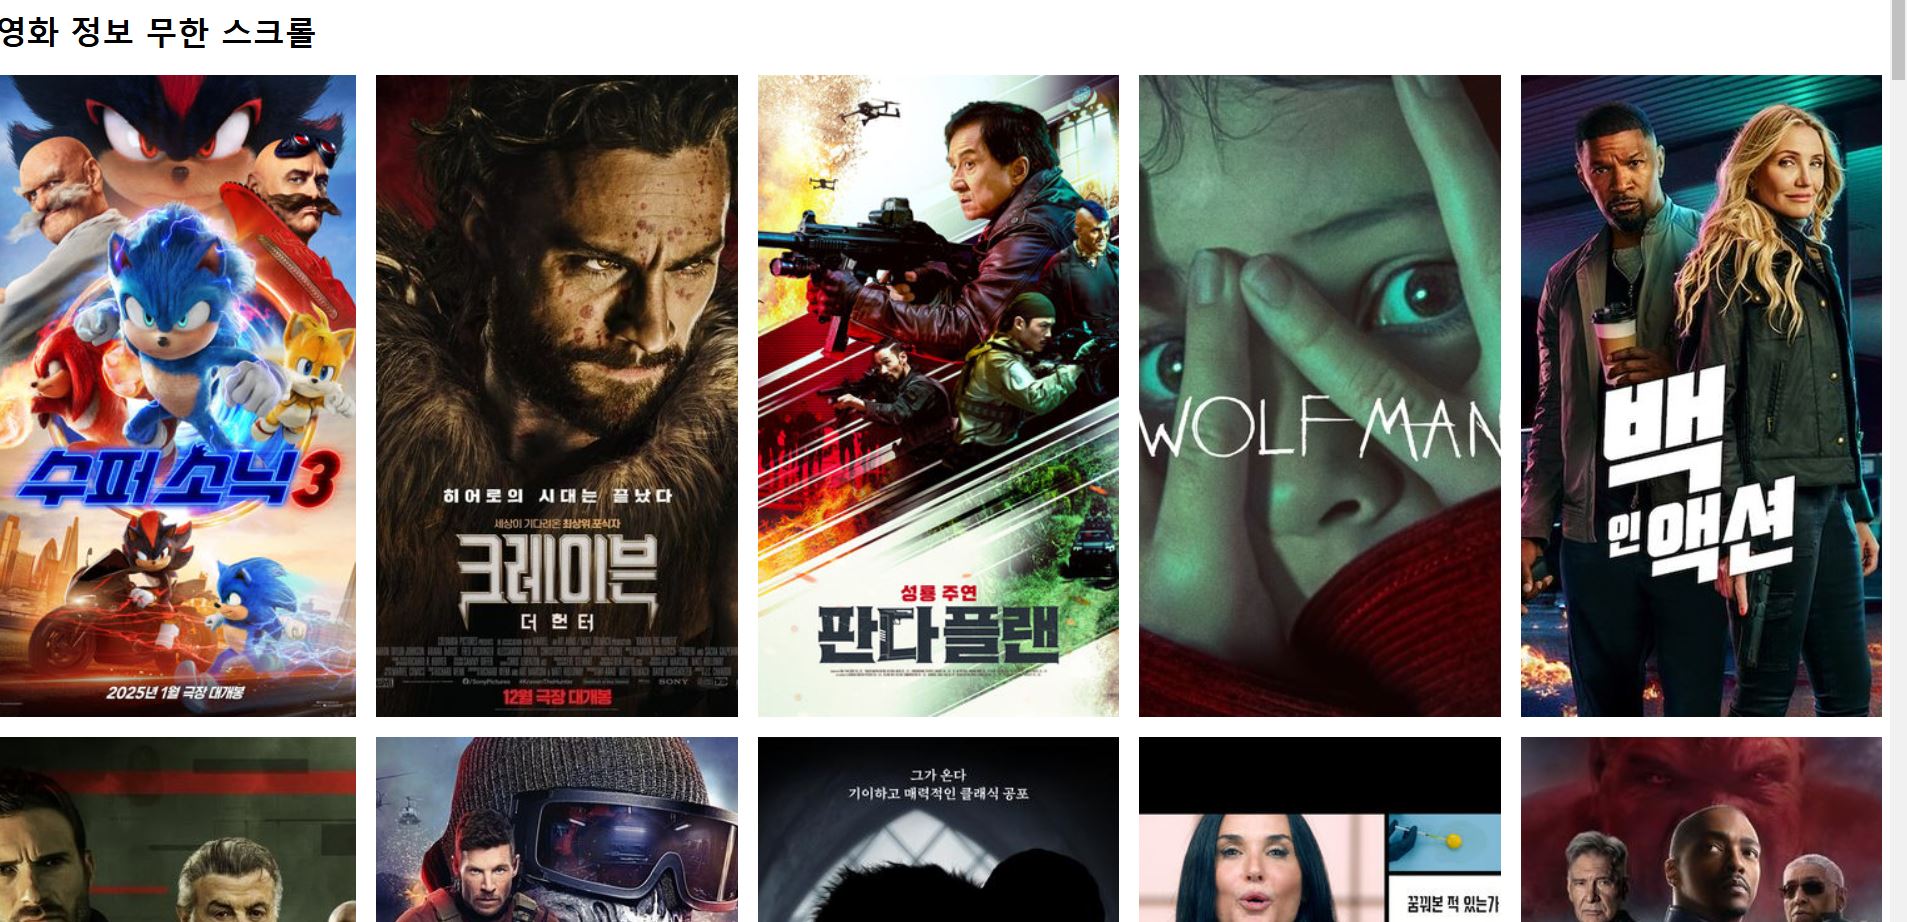 영화 정보 무한 스크롤
수퍼 소닉 3
2025년 1월 극장 대개봉
히어로의 시대는 끝났다
세상이 기다려온 최상위 포식자
크레이븐
더 헌터
/SonyPictures #KravenTheHunter
SONY
12월 극장 대개봉
성룡 주연
판다 플랜
WOLF MAN
백
인 액션
그가 온다
기이하고 매력적인 클래식 공포
꿈꿔본 적 있는가